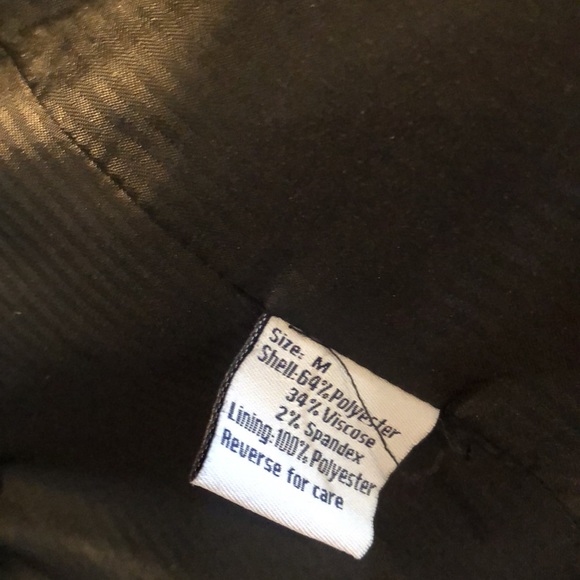 Size: M
Shell:64% Polyester
34% Viscose
2% Spandex
Lining:100% Polyester
Reverse for care